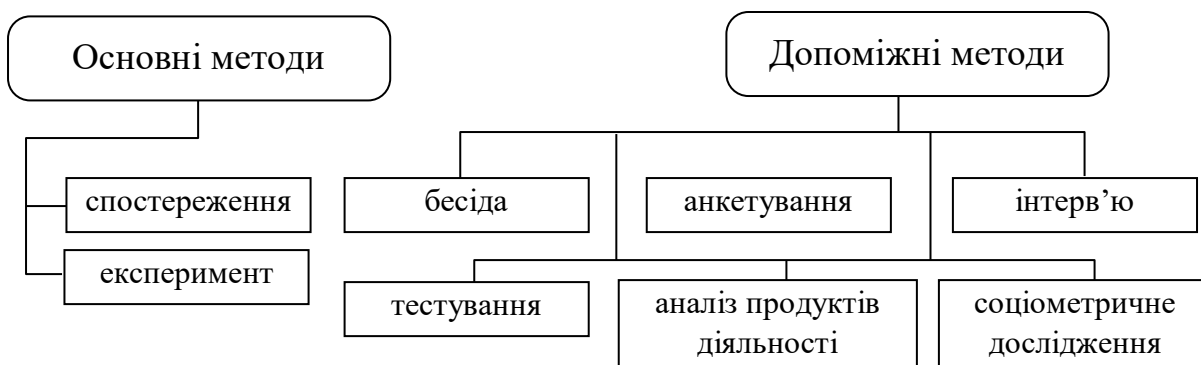 Основні методи
Допоміжні методи
спостереження
експеримент
бесіда
анкетування
інтерв’ю
тестування
аналіз продуктів
діяльності
соціометричне
дослідження